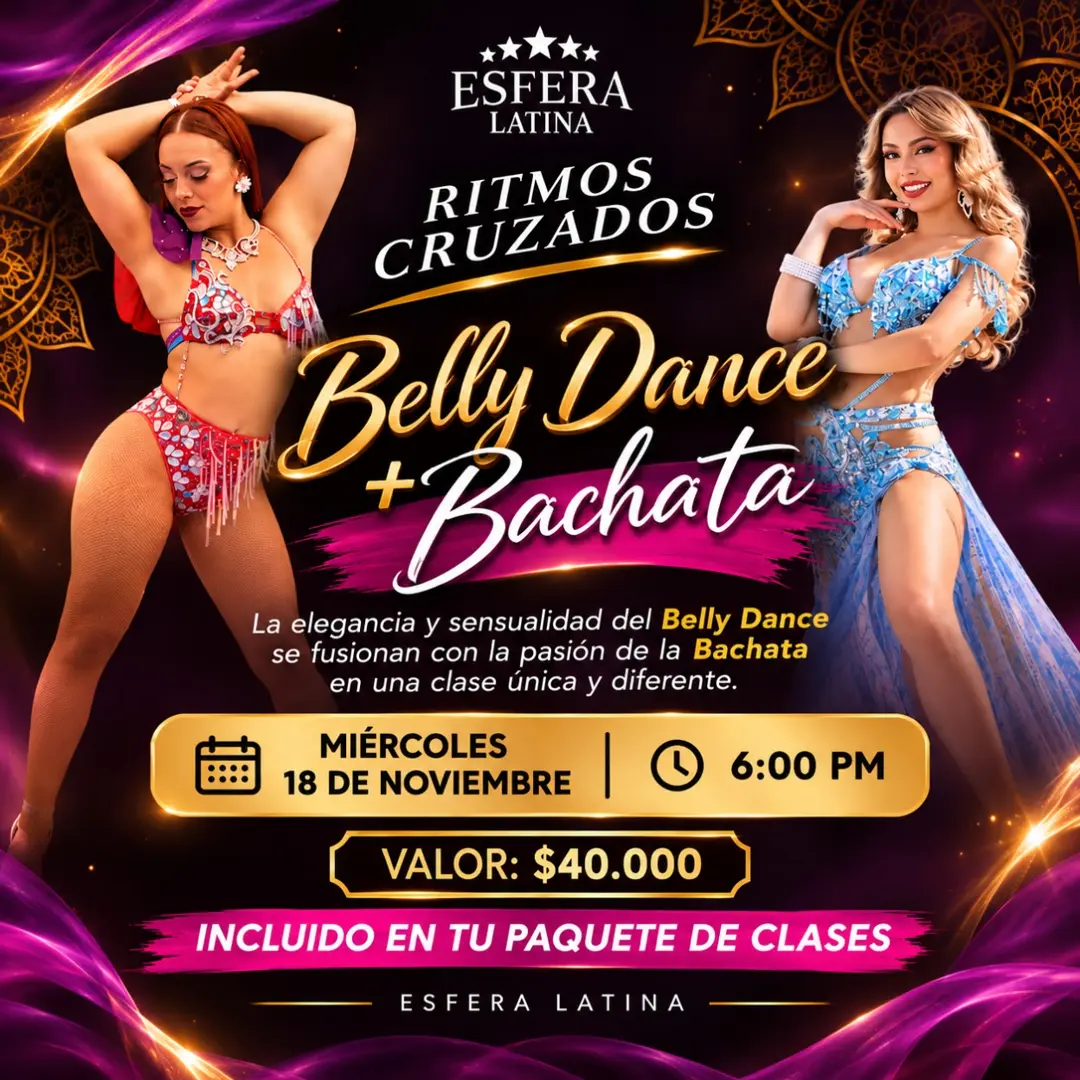 ESFERA
LATINA
RITMOS
CRUZADOS
Belly Dance
+ Bachata
La elegancia y sensualidad del Belly Dance
se fusionan con la pasión de la Bachata
en una clase única y diferente.
MIÉRCOLES
18 DE NOVIEMBRE
6:00 PM
VALOR: $40.000
INCLUIDO EN TU PAQUETE DE CLASES
ESFERA LATINA